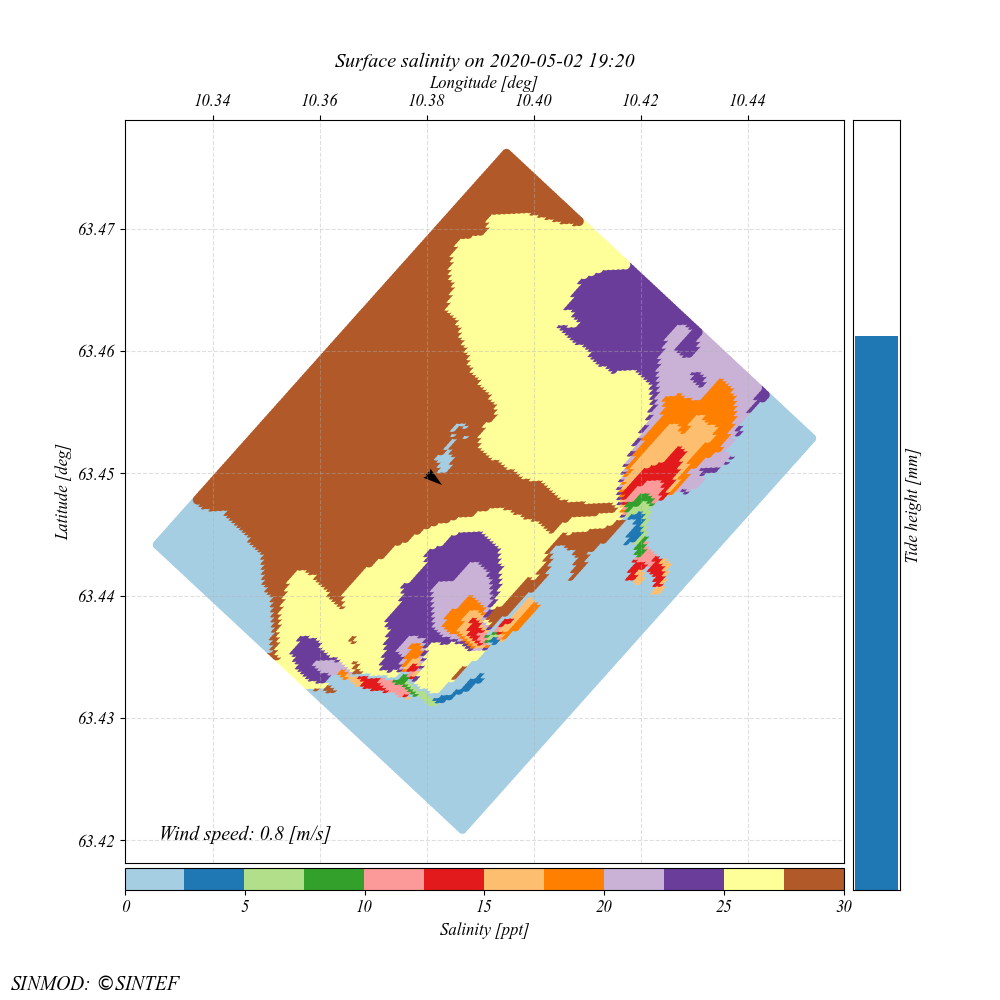 Surface salinity on 2020-05-02 19:20
Longitude [deg]
10.34 10.36 10.38 10.40 10.42 10.44
63.47
63.46
63.45
63.44
63.43
63.42
Latitude [deg]
Tide height [mm]
Wind speed: 0.8 [m/s]
0 5 10 15 20 25 30
Salinity [ppt]
SINMOD: ©SINTEF